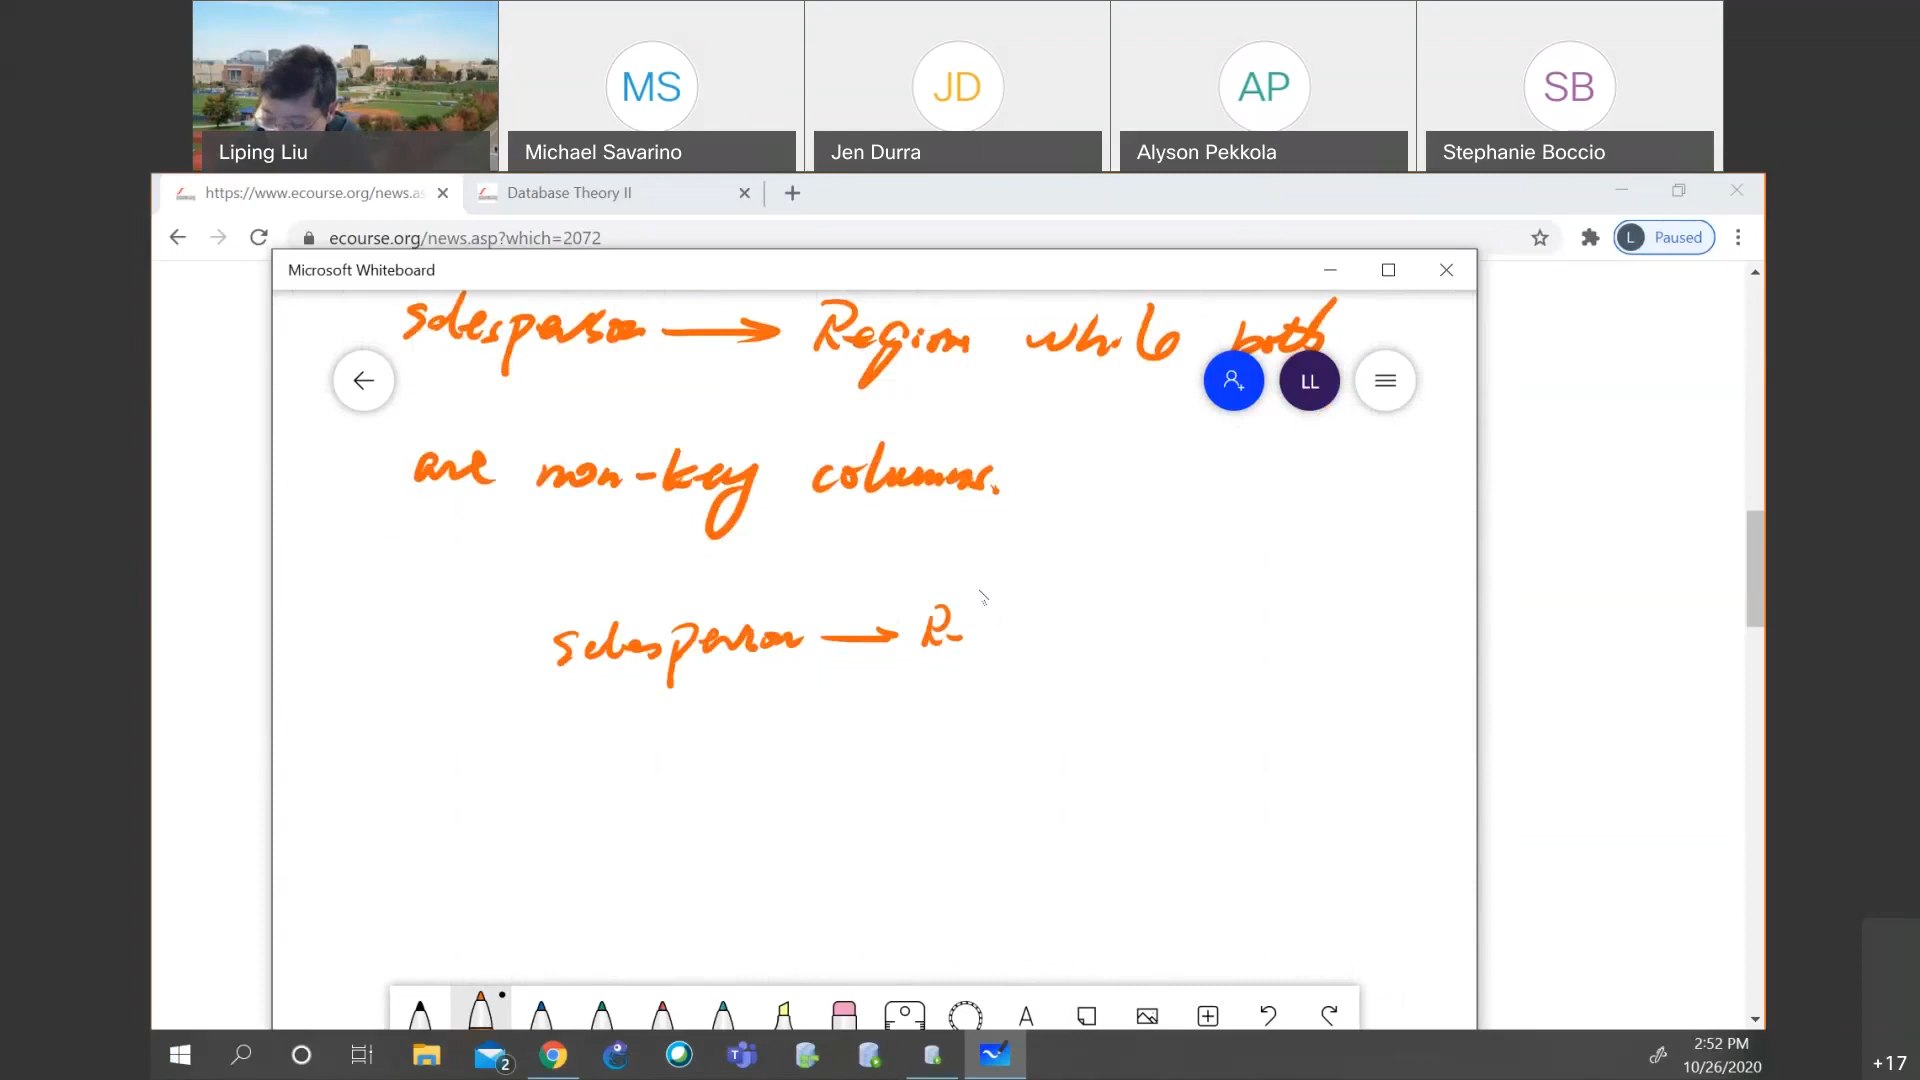 MS
JD
AP
SB
Liping Liu
Michael Savarino
Jen Durra
Alyson Pekkola
Stephanie Boccio
https://www.ecourse.org/news.as
Database Theory II
ecourse.org/news.asp?which=2072
L Paused
Microsoft Whiteboard
salesperson → Region while both
LL
are non-key columns.
salesperson → Re
A
2
2:52 PM
10/26/2020
+17